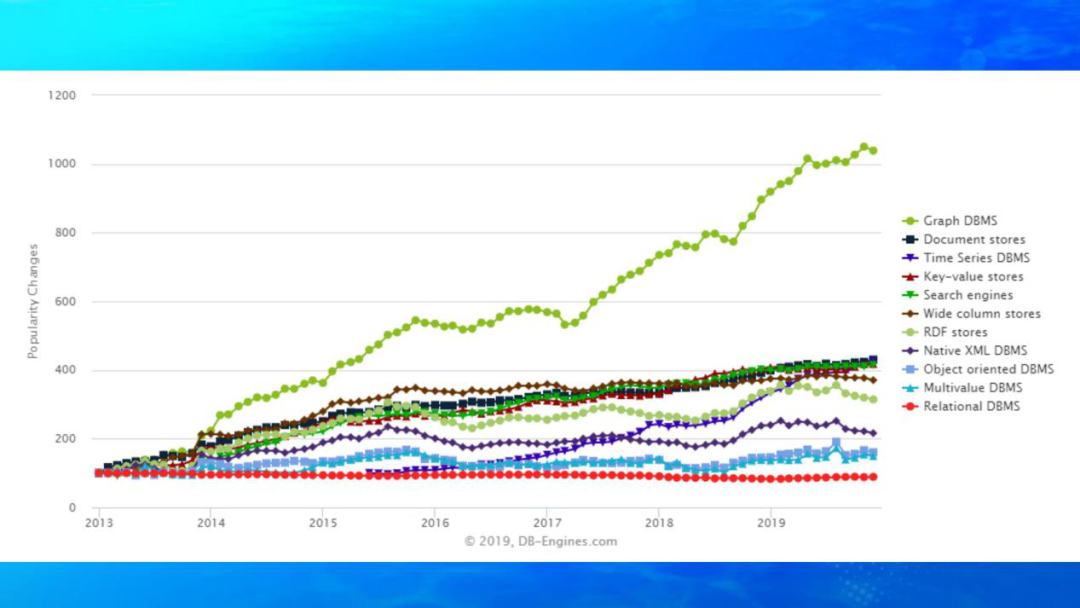 1200
1000
800
600
400
200
0
Popularity Changes
2013 2014 2015 2016 2017 2018 2019
© 2019, DB-Engines.com
Graph DBMS
Document stores
Time Series DBMS
Key-value stores
Search engines
Wide column stores
RDF stores
Native XML DBMS
Object oriented DBMS
Multivalue DBMS
Relational DBMS